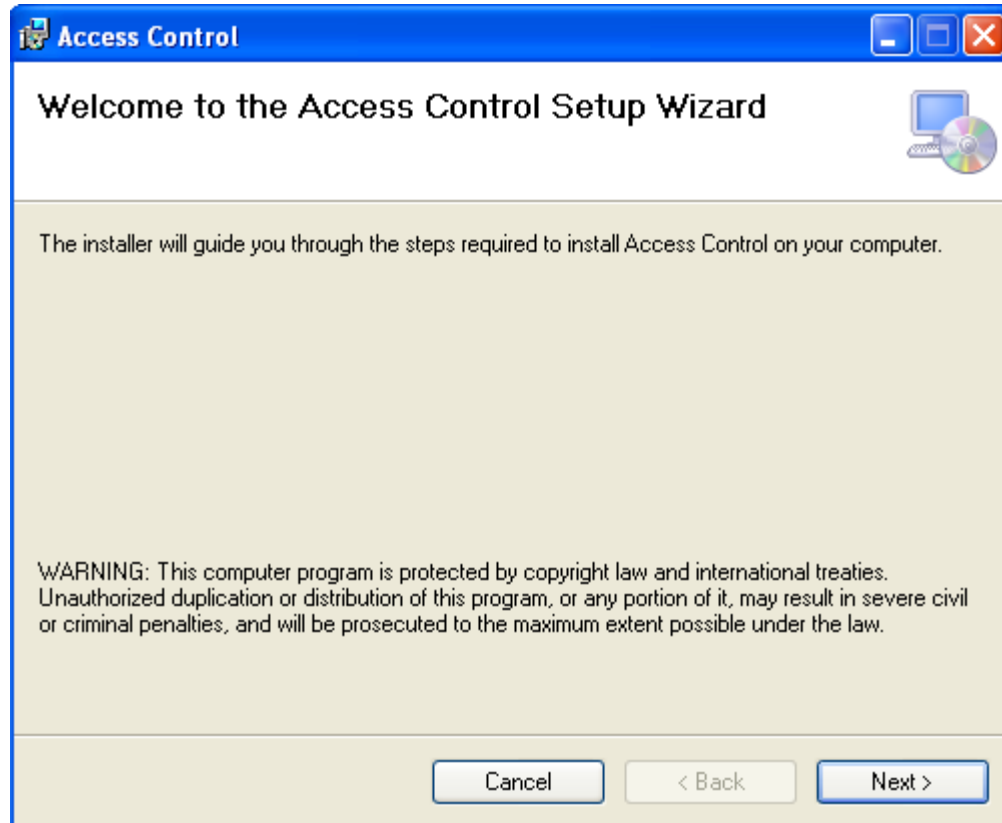 Access Control
Welcome to the Access Control Setup Wizard
The installer will guide you through the steps required to install Access Control on your computer.
WARNING: This computer program is protected by copyright law and international treaties.
Unauthorized duplication or distribution of this program, or any portion of it, may result in severe civil
or criminal penalties, and will be prosecuted to the maximum extent possible under the law.
Cancel
< Back
Next >